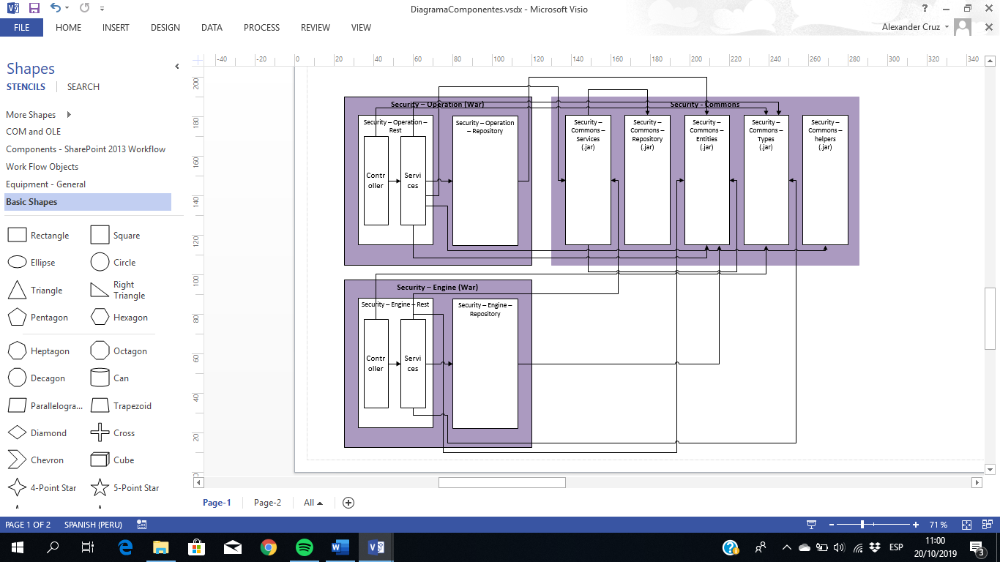 DiagramaComponentes.vsdx - Microsoft Visio
?
FILE HOME INSERT DESIGN DATA PROCESS REVIEW VIEW
Alexander Cruz
Shapes
STENCILS SEARCH
More Shapes
COM and OLE
Components - SharePoint 2013 Workflow
Work Flow Objects
Equipment - General
Basic Shapes
Rectangle
Square
Ellipse
Circle
Triangle
Right
Triangle
Pentagon
Hexagon
Heptagon
Octagon
Decagon
Can
Parallelogra...
Trapezoid
Diamond
Cross
Chevron
Cube
4-Point Star
5-Point Star
-40 -20 0 20 40 60 80 100 120 140 160 180 200 220 240 260 280 300 320 340
200
180
160
140
120
100
80
60
40
20
Security – Operation (War)
Security – Operation –
Rest
Contr
oller
Servi
ces
Security – Operation
– Repository
Security - Commons
Security –
Commons –
Services
(.jar)
Security –
Commons –
Repository
(.jar)
Security –
Commons –
Entities
(.jar)
Security –
Commons –
Types
(.jar)
Security –
Commons –
helpers
(.jar)
Security – Engine (War)
Security – Engine – Rest
Contr
oller
Servi
ces
Security – Engine –
Repository
Page-1 Page-2 All
PAGE 1 OF 2 SPANISH (PERU)
71 %
ESP
11:00
20/10/2019
3